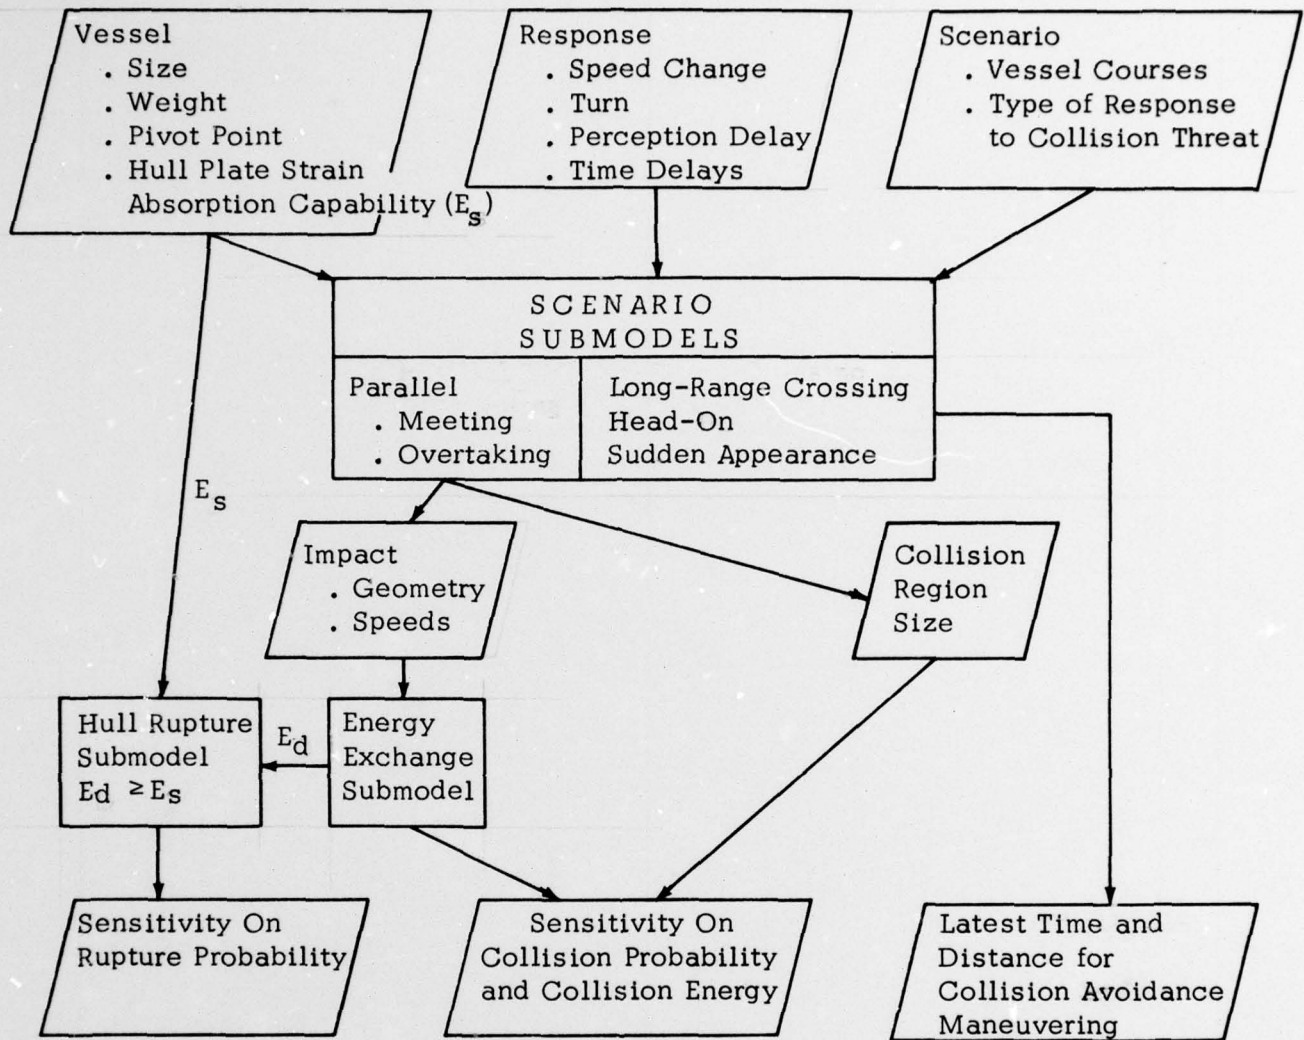 Vessel
. Size
. Weight
. Pivot Point
. Hull Plate Strain
Absorption Capability (Es)
Response
. Speed Change
. Turn
. Perception Delay
. Time Delays
Scenario
. Vessel Courses
. Type of Response
to Collision Threat
SCENARIO
SUBMODELS
Parallel
. Meeting
. Overtaking
Long-Range Crossing
Head-On
Sudden Appearance
Es
Impact
. Geometry
. Speeds
Collision
Region
Size
Hull Rupture
Submodel
Ed ≥ Es
Ed
Energy
Exchange
Submodel
Sensitivity On
Rupture Probability
Sensitivity On
Collision Probability
and Collision Energy
Latest Time and
Distance for
Collision Avoidance
Maneuvering